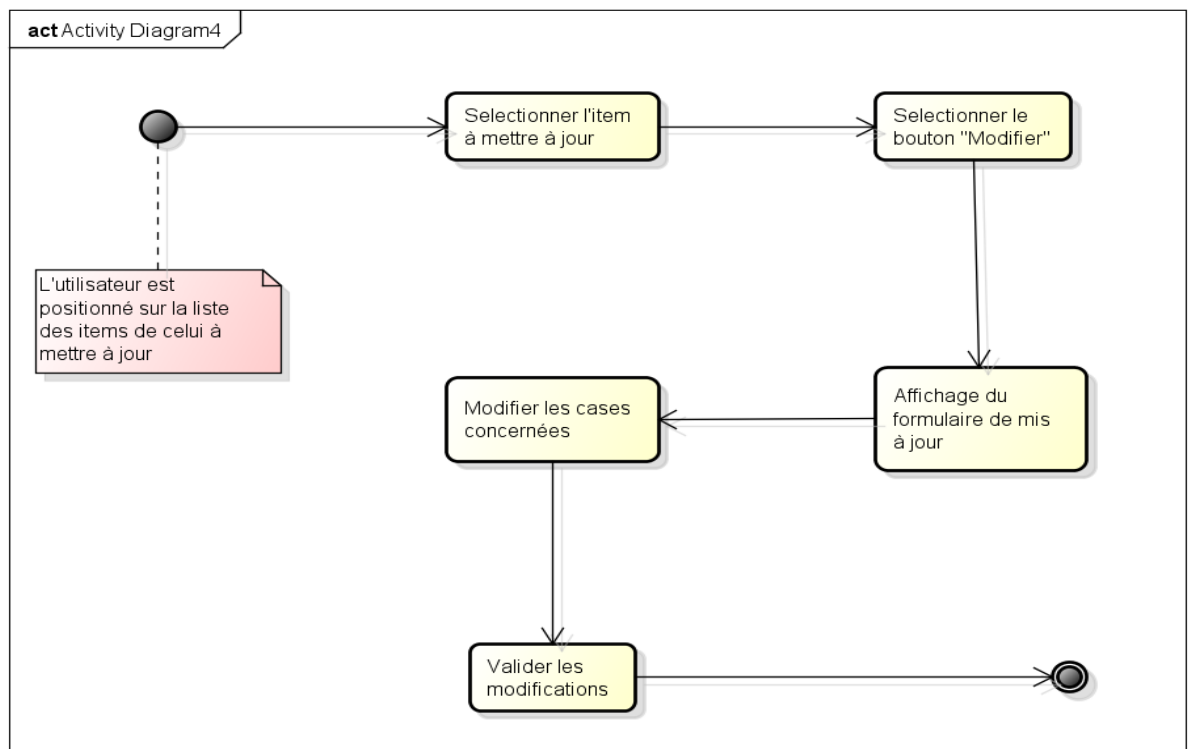 act Activity Diagram4
Selectionner l'item
à mettre à jour
Selectionner le
bouton "Modifier"
L'utilisateur est
positionné sur la liste
des items de celui à
mettre à jour
Affichage du
formulaire de mis
à jour
Modifier les cases
concernées
Valider les
modifications